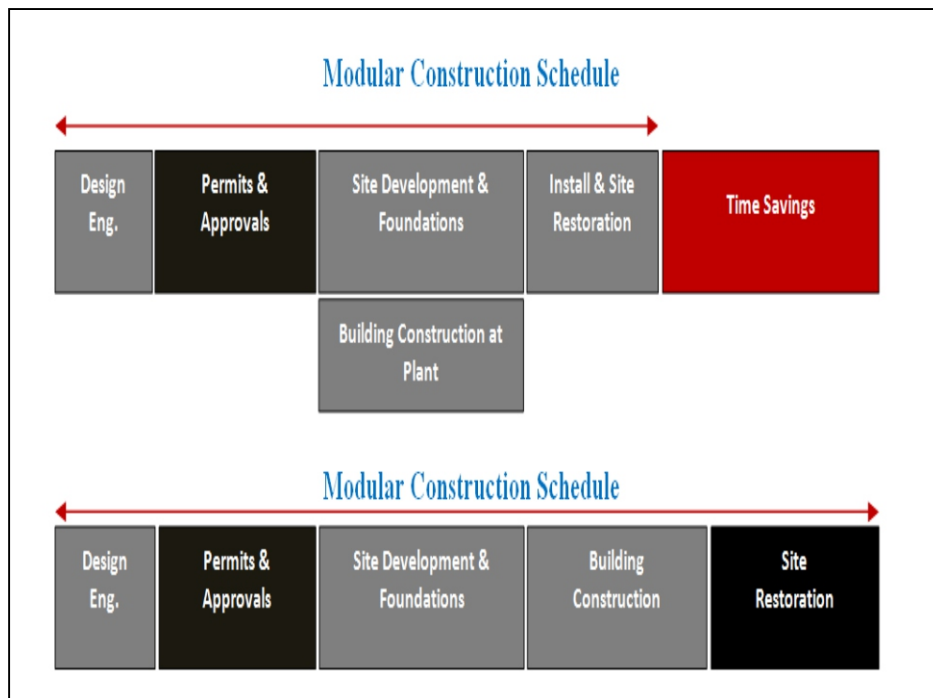 Modular Construction Schedule
Design
Eng.
Permits &
Approvals
Site Development &
Foundations
Install & Site
Restoration
Time Savings
Building Construction at
Plant
Modular Construction Schedule
Design
Eng.
Permits &
Approvals
Site Development &
Foundations
Building
Construction
Site
Restoration